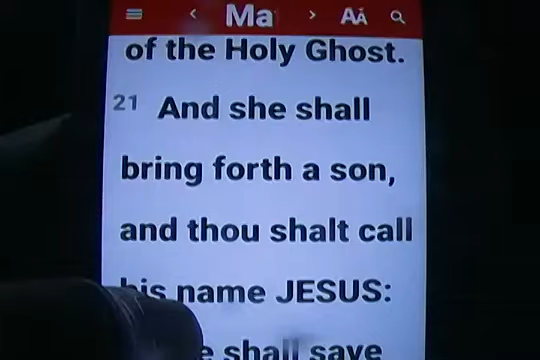 Ma
AA
of the Holy Ghost.
21 And she shall
bring forth a son,
and thou shalt call
his name JESUS:
shall save